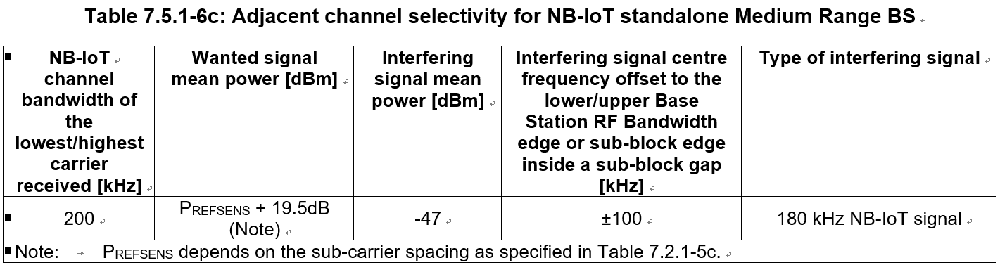 Table 7.5.1-6c: Adjacent channel selectivity for NB-IoT standalone Medium Range BS
NB-IoT
channel
bandwidth of
the
lowest/highest
carrier
received [kHz]
Wanted signal
mean power [dBm]
Interfering
signal mean
power [dBm]
Interfering signal centre
frequency offset to the
lower/upper Base
Station RF Bandwidth
edge or sub-block edge
inside a sub-block gap
[kHz]
Type of interfering signal
200
PREFSENS + 19.5dB
(Note)
-47
±100
180 kHz NB-IoT signal
Note: → PREFSENS depends on the sub-carrier spacing as specified in Table 7.2.1-5c.